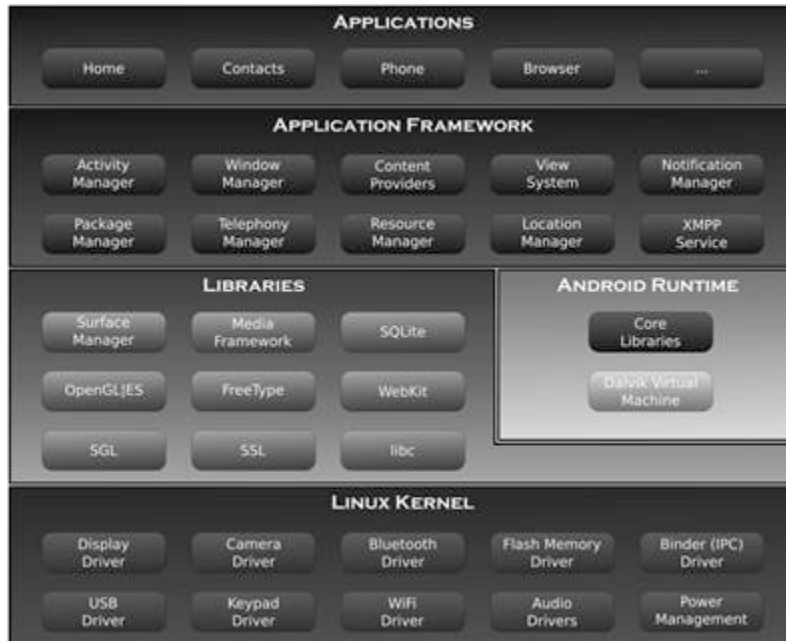 APPLICATIONS
Home
Contacts
Phone
Browser
...
APPLICATION FRAMEWORK
Activity
Manager
Window
Manager
Content
Providers
View
System
Notification
Manager
Package
Manager
Telephony
Manager
Resource
Manager
Location
Manager
XMPP
Service
LIBRARIES
Surface
Manager
Media
Framework
SQLite
OpenGL|ES
FreeType
WebKit
SGL
SSL
libc
ANDROID RUNTIME
Core
Libraries
Dalvik Virtual
Machine
LINUX KERNEL
Display
Driver
Camera
Driver
Bluetooth
Driver
Flash Memory
Driver
Binder (IPC)
Driver
USB
Driver
Keypad
Driver
WiFi
Driver
Audio
Drivers
Power
Management